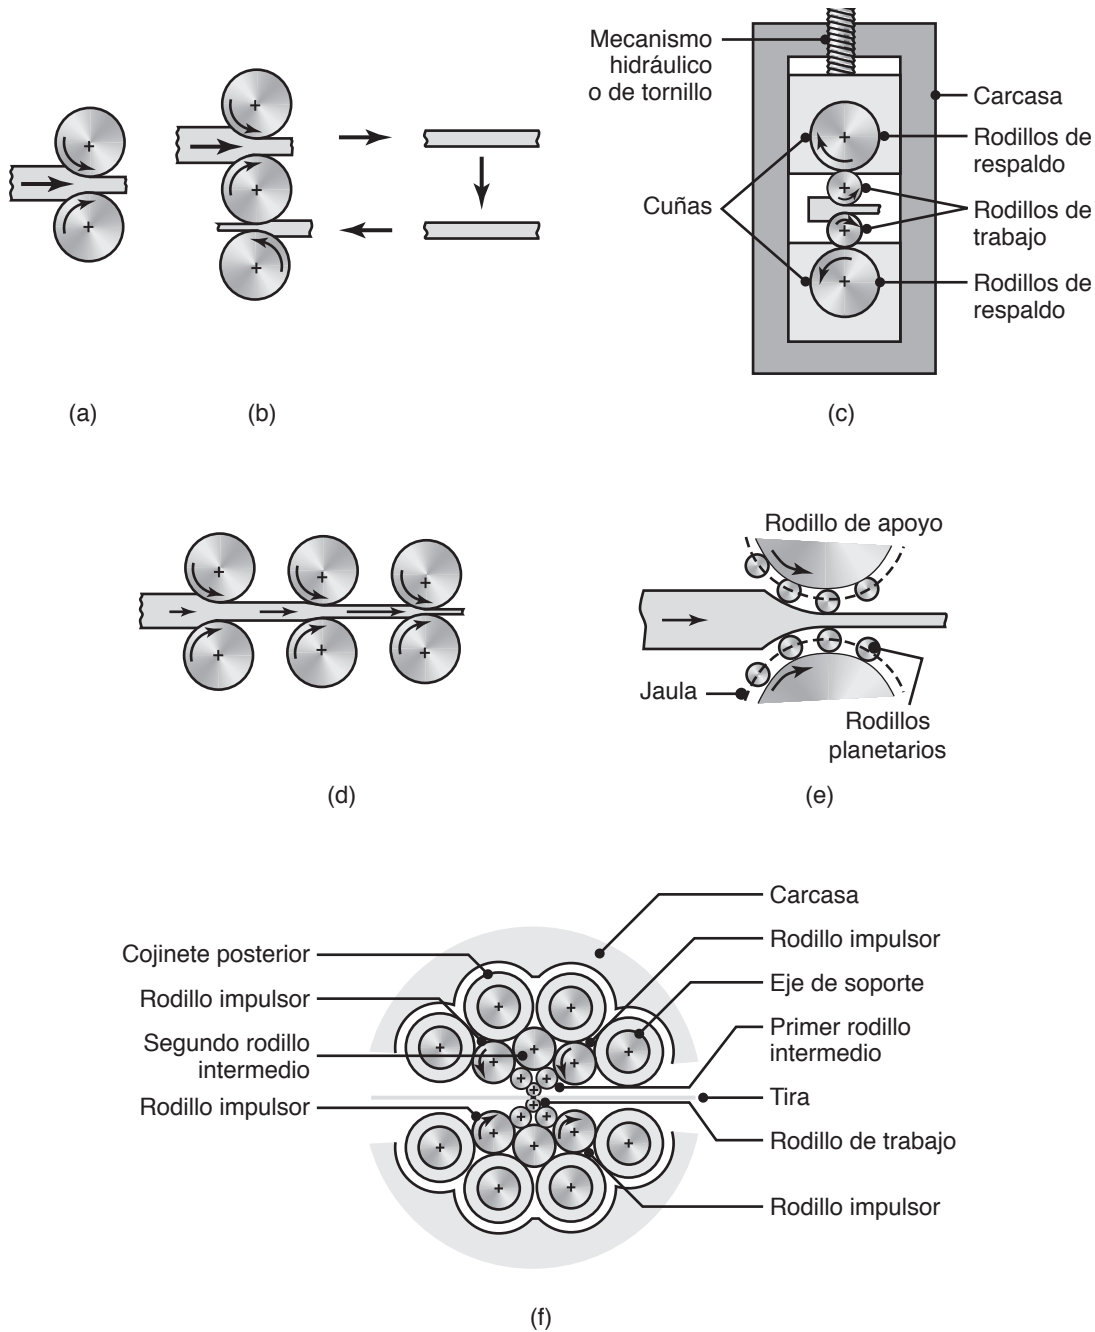 Mecanismo
hidráulico
o de tornillo
Carcasa
Rodillos de
respaldo
Cuñas
Rodillos de
trabajo
Rodillos de
respaldo
(a)
(b)
(c)
Rodillo de apoyo
Jaula
Rodillos
planetarios
(d)
(e)
Carcasa
Cojinete posterior
Rodillo impulsor
Rodillo impulsor
Eje de soporte
Segundo rodillo
intermedio
Primer rodillo
intermedio
Rodillo impulsor
Tira
Rodillo de trabajo
Rodillo impulsor
(f)